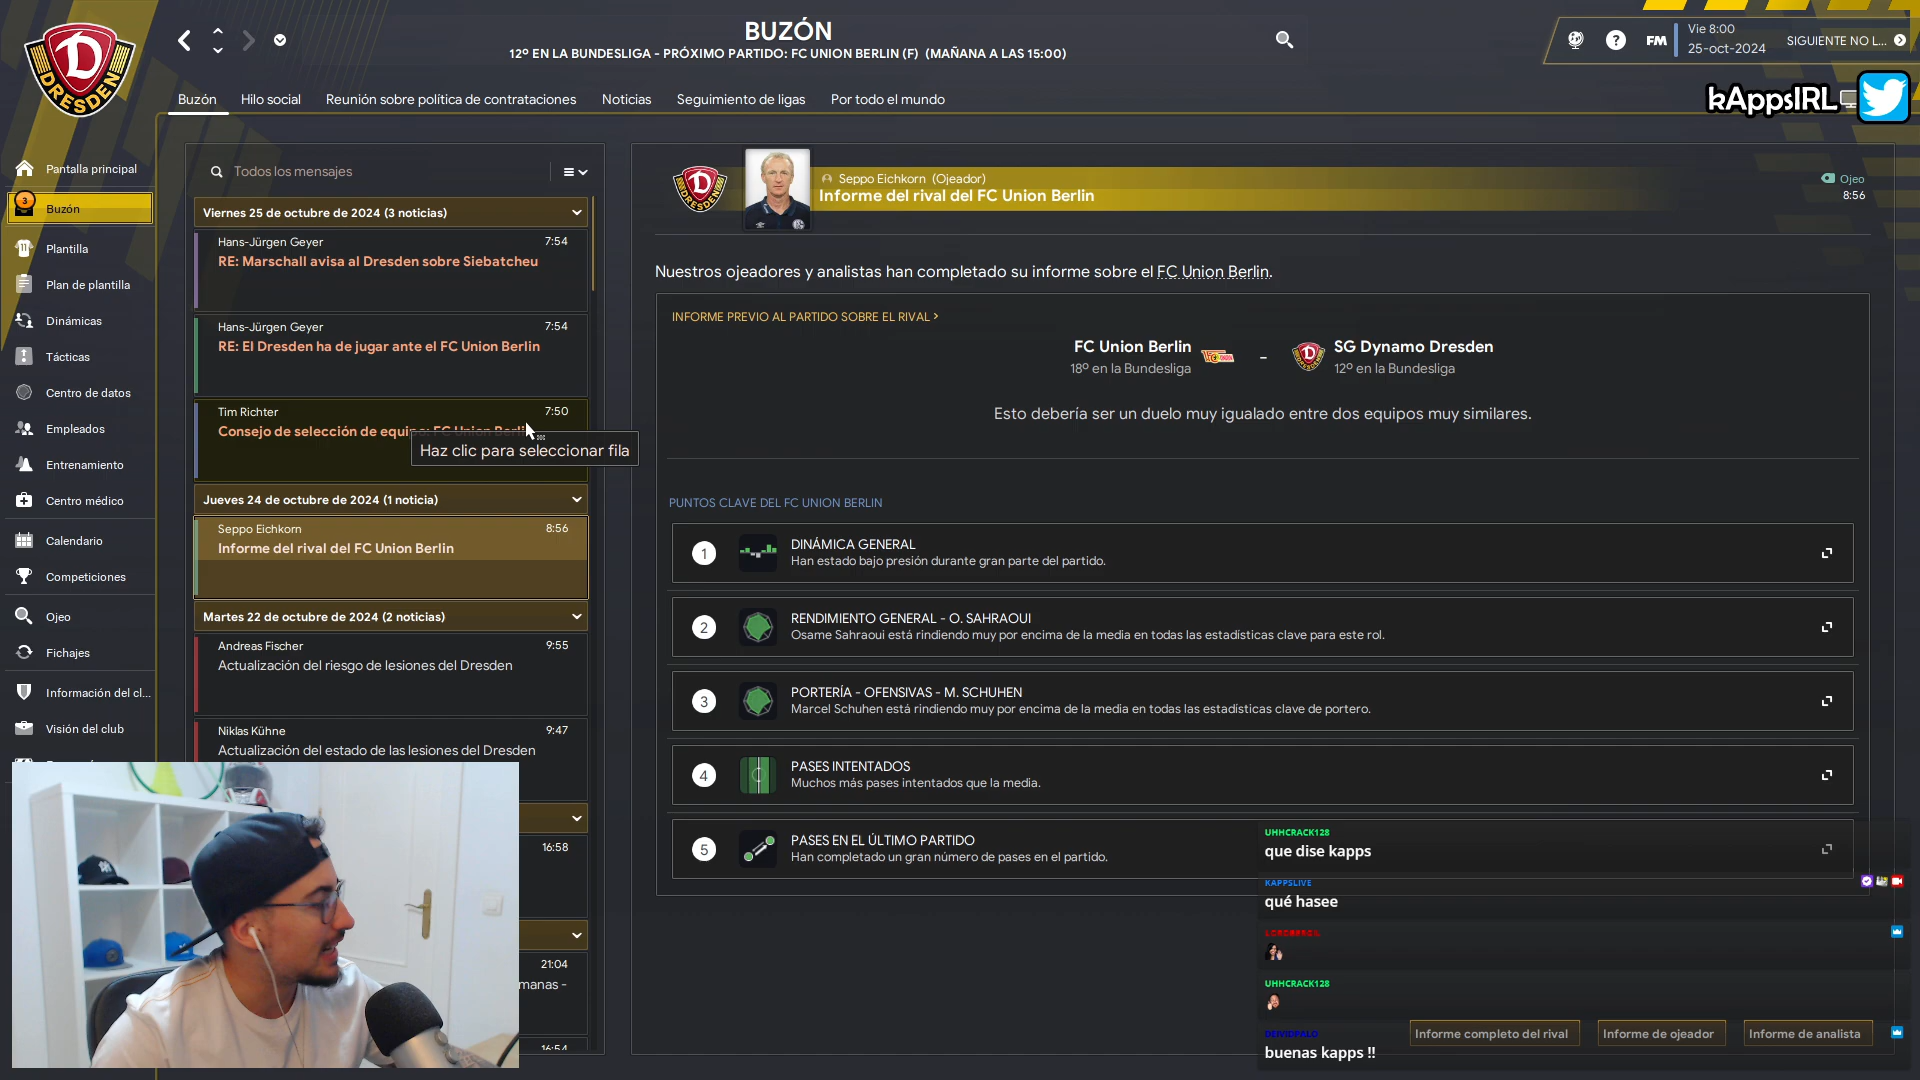 BUZÓN
12º EN LA BUNDESLIGA - PRÓXIMO PARTIDO: FC UNION BERLIN (F) (MAÑANA A LAS 15:00)
FM
Vie 8:00
25-oct-2024
SIGUIENTE NO L...
DRESDEN
Buzón
Hilo social
Reunión sobre política de contrataciones
Noticias
Seguimiento de ligas
Por todo el mundo
kAppsIRL
Pantalla principal
3
Buzón
Plantilla
Plan de plantilla
Dinámicas
Tácticas
Centro de datos
Empleados
Entrenamiento
Centro médico
Calendario
Competiciones
Ojeo
Fichajes
Información del cl...
Visión del club
Todos los mensajes
Viernes 25 de octubre de 2024 (3 noticias)
Hans-Jürgen Geyer 7:54
RE: Marschall avisa al Dresden sobre Siebatcheu
Hans-Jürgen Geyer 7:54
RE: El Dresden ha de jugar ante el FC Union Berlin
Tim Richter 7:50
Consejo de selección de equipo: FC Union Berlin
Haz clic para seleccionar fila
Jueves 24 de octubre de 2024 (1 noticia)
Seppo Eichkorn 8:56
Informe del rival del FC Union Berlin
Martes 22 de octubre de 2024 (2 noticias)
Andreas Fischer 9:55
Actualización del riesgo de lesiones del Dresden
Niklas Kühne 9:47
Actualización del estado de las lesiones del Dresden
16:58
21:04
manas -
16:54
Seppo Eichkorn (Ojeador)
Informe del rival del FC Union Berlin
Ojeo
8:56
Nuestros ojeadores y analistas han completado su informe sobre el FC Union Berlin.
INFORME PREVIO AL PARTIDO SOBRE EL RIVAL >
FC Union Berlin
18º en la Bundesliga
-
SG Dynamo Dresden
12º en la Bundesliga
Esto debería ser un duelo muy igualado entre dos equipos muy similares.
PUNTOS CLAVE DEL FC UNION BERLIN
1
DINÁMICA GENERAL
Han estado bajo presión durante gran parte del partido.
2
RENDIMIENTO GENERAL - O. SAHRAOUI
Osame Sahraoui está rindiendo muy por encima de la media en todas las estadísticas clave para este rol.
3
PORTERÍA - OFENSIVAS - M. SCHUHEN
Marcel Schuhen está rindiendo muy por encima de la media en todas las estadísticas clave de portero.
4
PASES INTENTADOS
Muchos más pases intentados que la media.
5
PASES EN EL ÚLTIMO PARTIDO
Han completado un gran número de pases en el partido.
UHHCRACK128
que dise kapps
KAPPSLIVE
qué hasee
UHHCRACK128
DEIVIDPALO
buenas kapps !!
Informe completo del rival
Informe de ojeador
Informe de analista